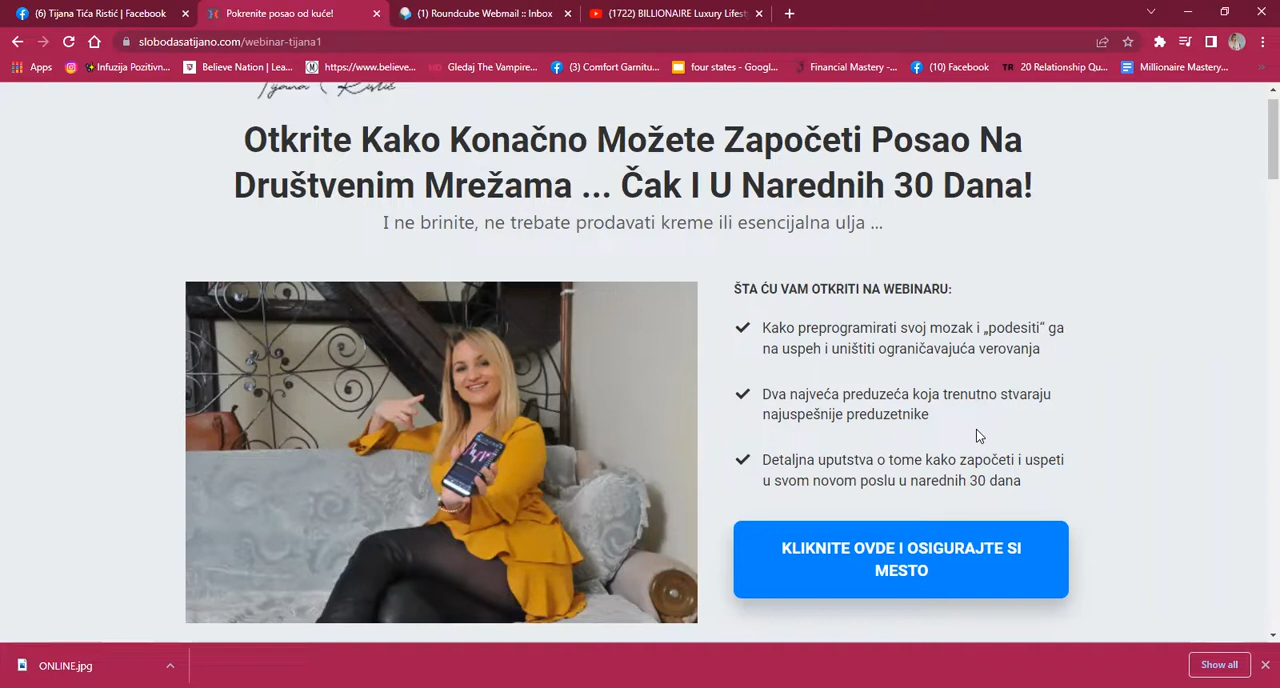 (6) Tijana Tića Ristić | Facebook
Pokrenite posao od kuće!
(1) Roundcube Webmail :: Inbox
(1722) BILLIONAIRE Luxury Lifest
slobodasatijano.com/webinar-tijana1
Apps
Infuzija Pozitivn...
Believe Nation | Lea...
https://www.believe...
HD Gledaj The Vampire...
(3) Comfort Garnitu...
four states - Googl...
Financial Mastery -...
(10) Facebook
TR 20 Relationship Qu...
Millionaire Mastery...
Tijana Ristić
Otkrite Kako Konačno Možete Započeti Posao Na
Društvenim Mrežama ... Čak I U Narednih 30 Dana!
I ne brinite, ne trebate prodavati kreme ili esencijalna ulja ...
ŠTA ĆU VAM OTKRITI NA WEBINARU:
Kako preprogramirati svoj mozak i „podesiti“ ga
na uspeh i uništiti ograničavajuća verovanja
Dva najveća preduzeća koja trenutno stvaraju
najuspešnije preduzetnike
Detaljna uputstva o tome kako započeti i uspeti
u svom novom poslu u narednih 30 dana
KLIKNITE OVDE I OSIGURAJTE SI
MESTO
ONLINE.jpg
Show all